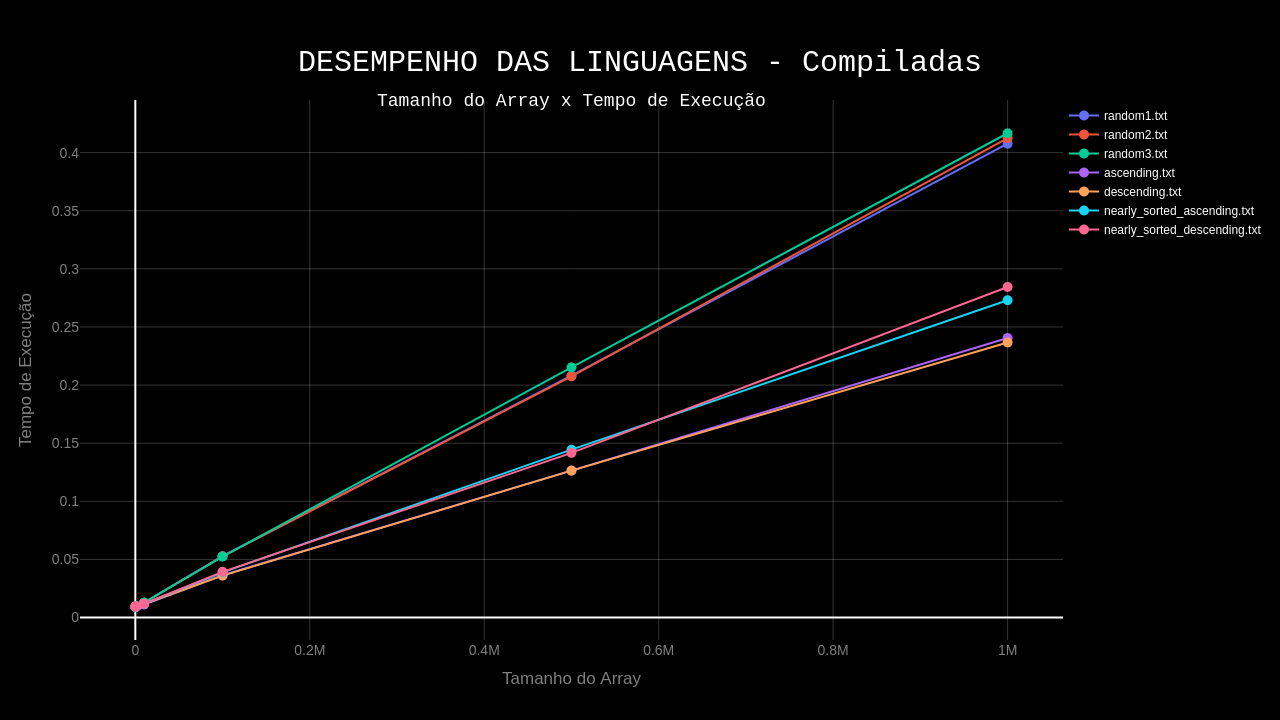 DESEMPENHO DAS LINGUAGENS - Compiladas
Tamanho do Array x Tempo de Execução
random1.txt
random2.txt
random3.txt
ascending.txt
descending.txt
nearly_sorted_ascending.txt
nearly_sorted_descending.txt
Tempo de Execução
0.4
0.35
0.3
0.25
0.2
0.15
0.1
0.05
0
0 0.2M 0.4M 0.6M 0.8M 1M
Tamanho do Array